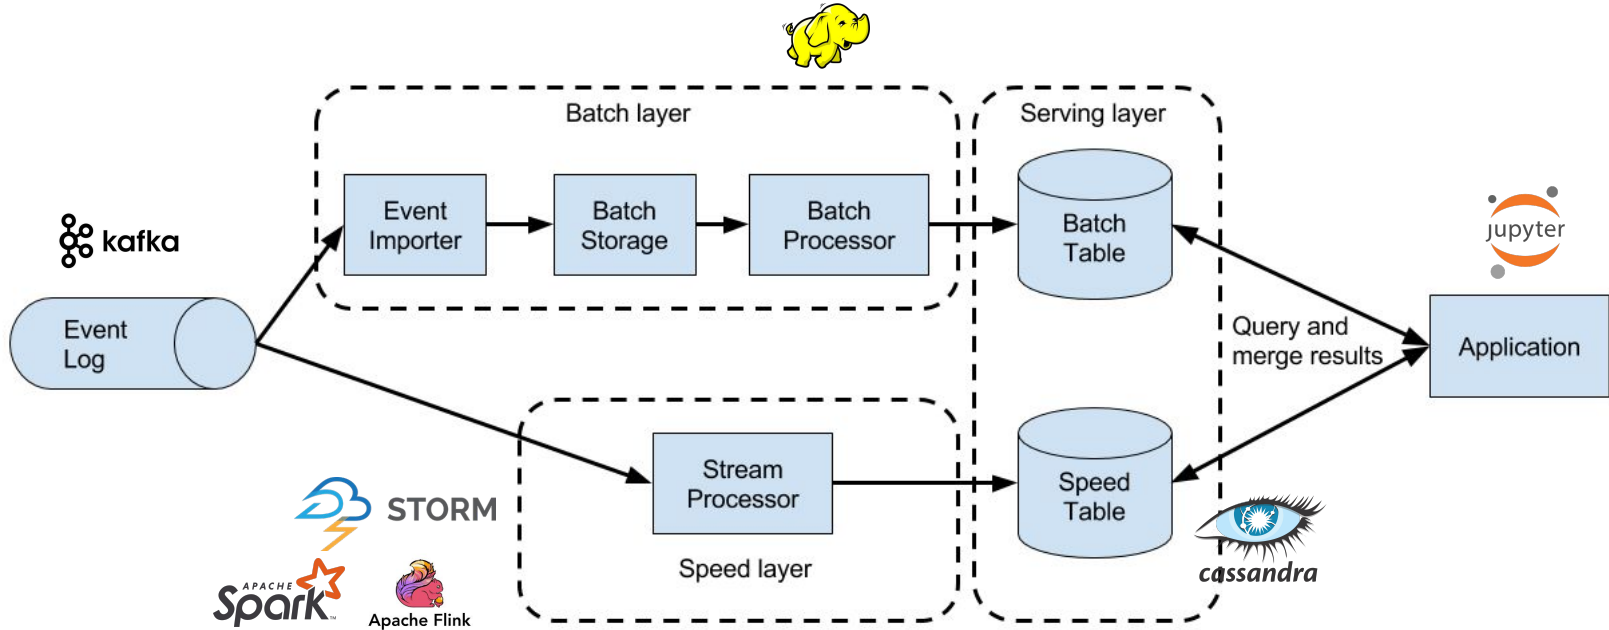 Batch layer
Serving layer
Event
Importer
Batch
Storage
Batch
Processor
Batch
Table
kafka
jupyter
Event
Log
Query and
merge results
Application
Stream
Processor
Speed
Table
Speed layer
STORM
APACHE
Spark™
Apache Flink
cassandra